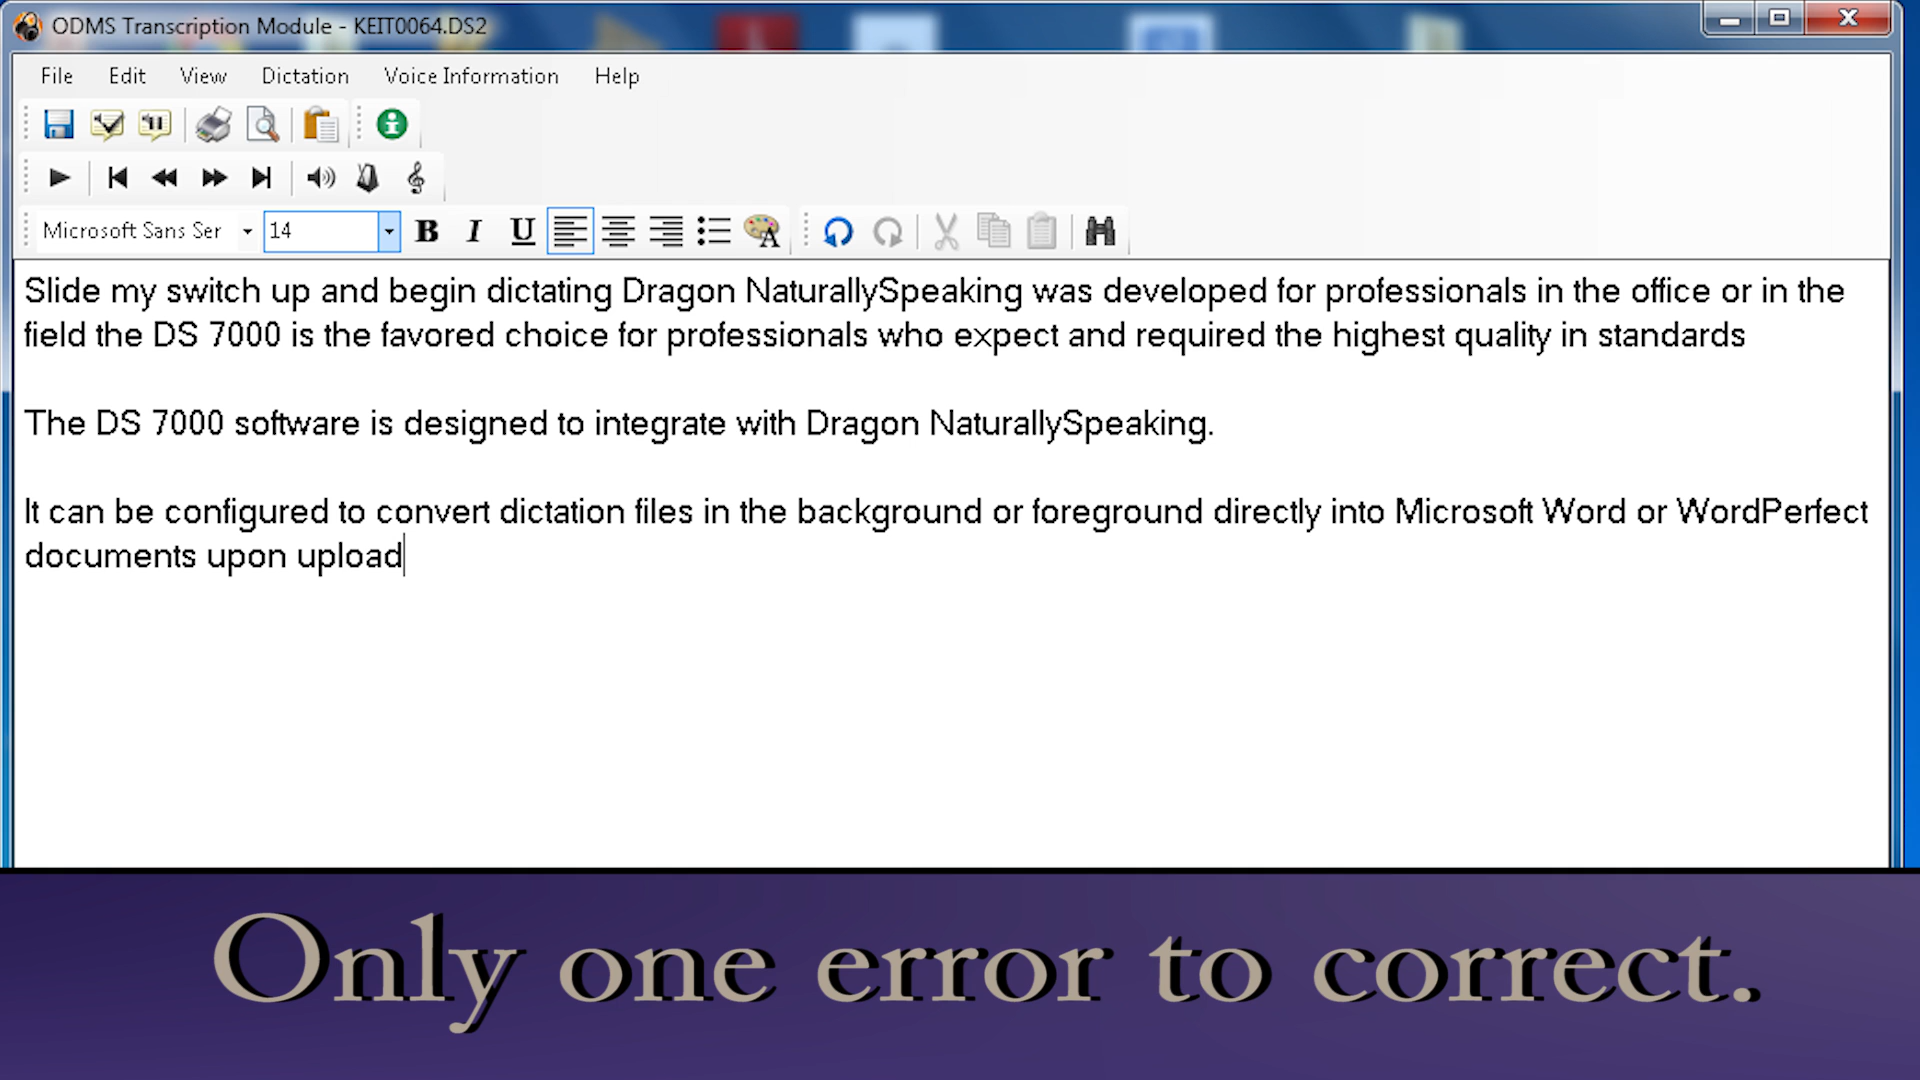 ODMS Transcription Module - KEIT0064.DS2
File Edit View Dictation Voice Information Help
Microsoft Sans Ser 14 B I U
Slide my switch up and begin dictating Dragon NaturallySpeaking was developed for professionals in the office or in the
field the DS 7000 is the favored choice for professionals who expect and required the highest quality in standards
The DS 7000 software is designed to integrate with Dragon NaturallySpeaking.
It can be configured to convert dictation files in the background or foreground directly into Microsoft Word or WordPerfect
documents upon upload
Only one error to correct.